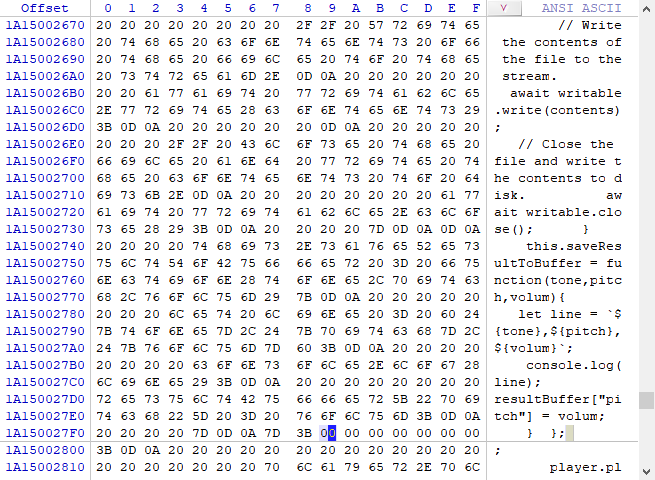 Offset 0 1 2 3 4 5 6 7 8 9 A B C D E F ANSI ASCII
1A15002670 20 20 20 20 20 20 20 20 2F 2F 20 57 72 69 74 65 // Write
1A15002680 20 74 68 65 20 63 6F 6E 74 65 6E 74 73 20 6F 66 the contents of
1A15002690 20 74 68 65 20 66 69 6C 65 20 74 6F 20 74 68 65 the file to the
1A150026A0 20 73 74 72 65 61 6D 2E 0D 0A 20 20 20 20 20 20 stream.
1A150026B0 20 20 61 77 61 69 74 20 77 72 69 74 61 62 6C 65 await writable
1A150026C0 2E 77 72 69 74 65 28 63 6F 6E 74 65 6E 74 73 29 .write(contents)
1A150026D0 3B 0D 0A 20 20 20 20 20 20 0D 0A 20 20 20 20 20 ;
1A150026E0 20 20 20 2F 2F 20 43 6C 6F 73 65 20 74 68 65 20 // Close the
1A150026F0 66 69 6C 65 20 61 6E 64 20 77 72 69 74 65 20 74 file and write t
1A15002700 68 65 20 63 6F 6E 74 65 6E 74 73 20 74 6F 20 64 he contents to d
1A15002710 69 73 6B 2E 0D 0A 20 20 20 20 20 20 20 20 61 77 isk. aw
1A15002720 61 69 74 20 77 72 69 74 61 62 6C 65 2E 63 6C 6F ait writable.clo
1A15002730 73 65 28 29 3B 0D 0A 20 20 20 20 7D 0D 0A 0D 0A se(); }
1A15002740 20 20 20 20 74 68 69 73 2E 73 61 76 65 52 65 73 this.saveRes
1A15002750 75 6C 74 54 6F 42 75 66 66 65 72 20 3D 20 66 75 ultToBuffer = fu
1A15002760 6E 63 74 69 6F 6E 28 74 6F 6E 65 2C 70 69 74 63 nction(tone,pitc
1A15002770 68 2C 76 6F 6C 75 6D 29 7B 0D 0A 20 20 20 20 20 h,volum){
1A15002780 20 20 20 6C 65 74 20 6C 69 6E 65 20 3D 20 60 24 let line = `$
1A15002790 7B 74 6F 6E 65 7D 2C 24 7B 70 69 74 63 68 7D 2C {tone},${pitch},
1A150027A0 24 7B 76 6F 6C 75 6D 7D 60 3B 0D 0A 20 20 20 20 ${volum}`;
1A150027B0 20 20 20 20 63 6F 6E 73 6F 6C 65 2E 6C 6F 67 28 console.log(
1A150027C0 6C 69 6E 65 29 3B 0D 0A 20 20 20 20 20 20 20 20 line);
1A150027D0 72 65 73 75 6C 74 42 75 66 66 65 72 5B 22 70 69 resultBuffer["pi
1A150027E0 74 63 68 22 5D 20 3D 20 76 6F 6C 75 6D 3B 0D 0A tch"] = volum;
1A150027F0 20 20 20 20 7D 0D 0A 7D 3B 00 00 00 00 00 00 00 } };
1A15002800 3B 0D 0A 20 20 20 20 20 20 20 20 20 20 20 20 20 ;
1A15002810 20 20 20 20 20 20 20 70 6C 61 79 65 72 2E 70 6C player.pl